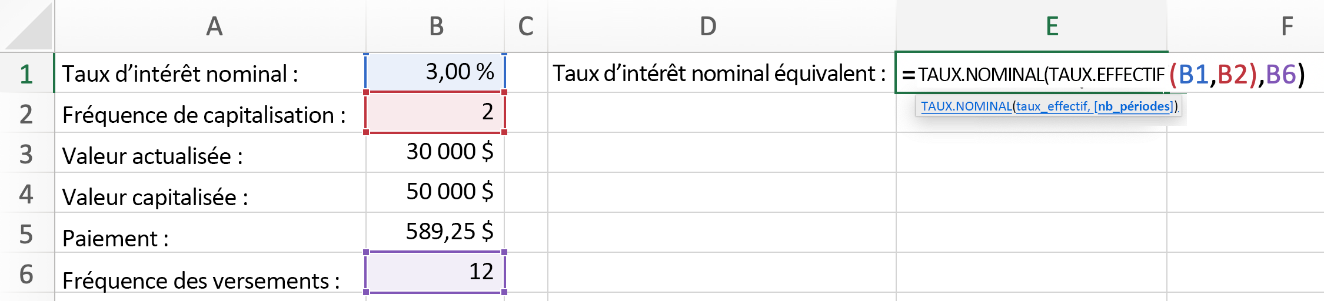 A B C D E F
1 Taux d’intérêt nominal : 3,00 % Taux d’intérêt nominal équivalent : =TAUX.NOMINAL(TAUX.EFFECTIF(B1,B2),B6)
TAUX.NOMINAL(taux_effectif, [nb_périodes])
2 Fréquence de capitalisation : 2
3 Valeur actualisée : 30 000 $
4 Valeur capitalisée : 50 000 $
5 Paiement : 589,25 $
6 Fréquence des versements : 12